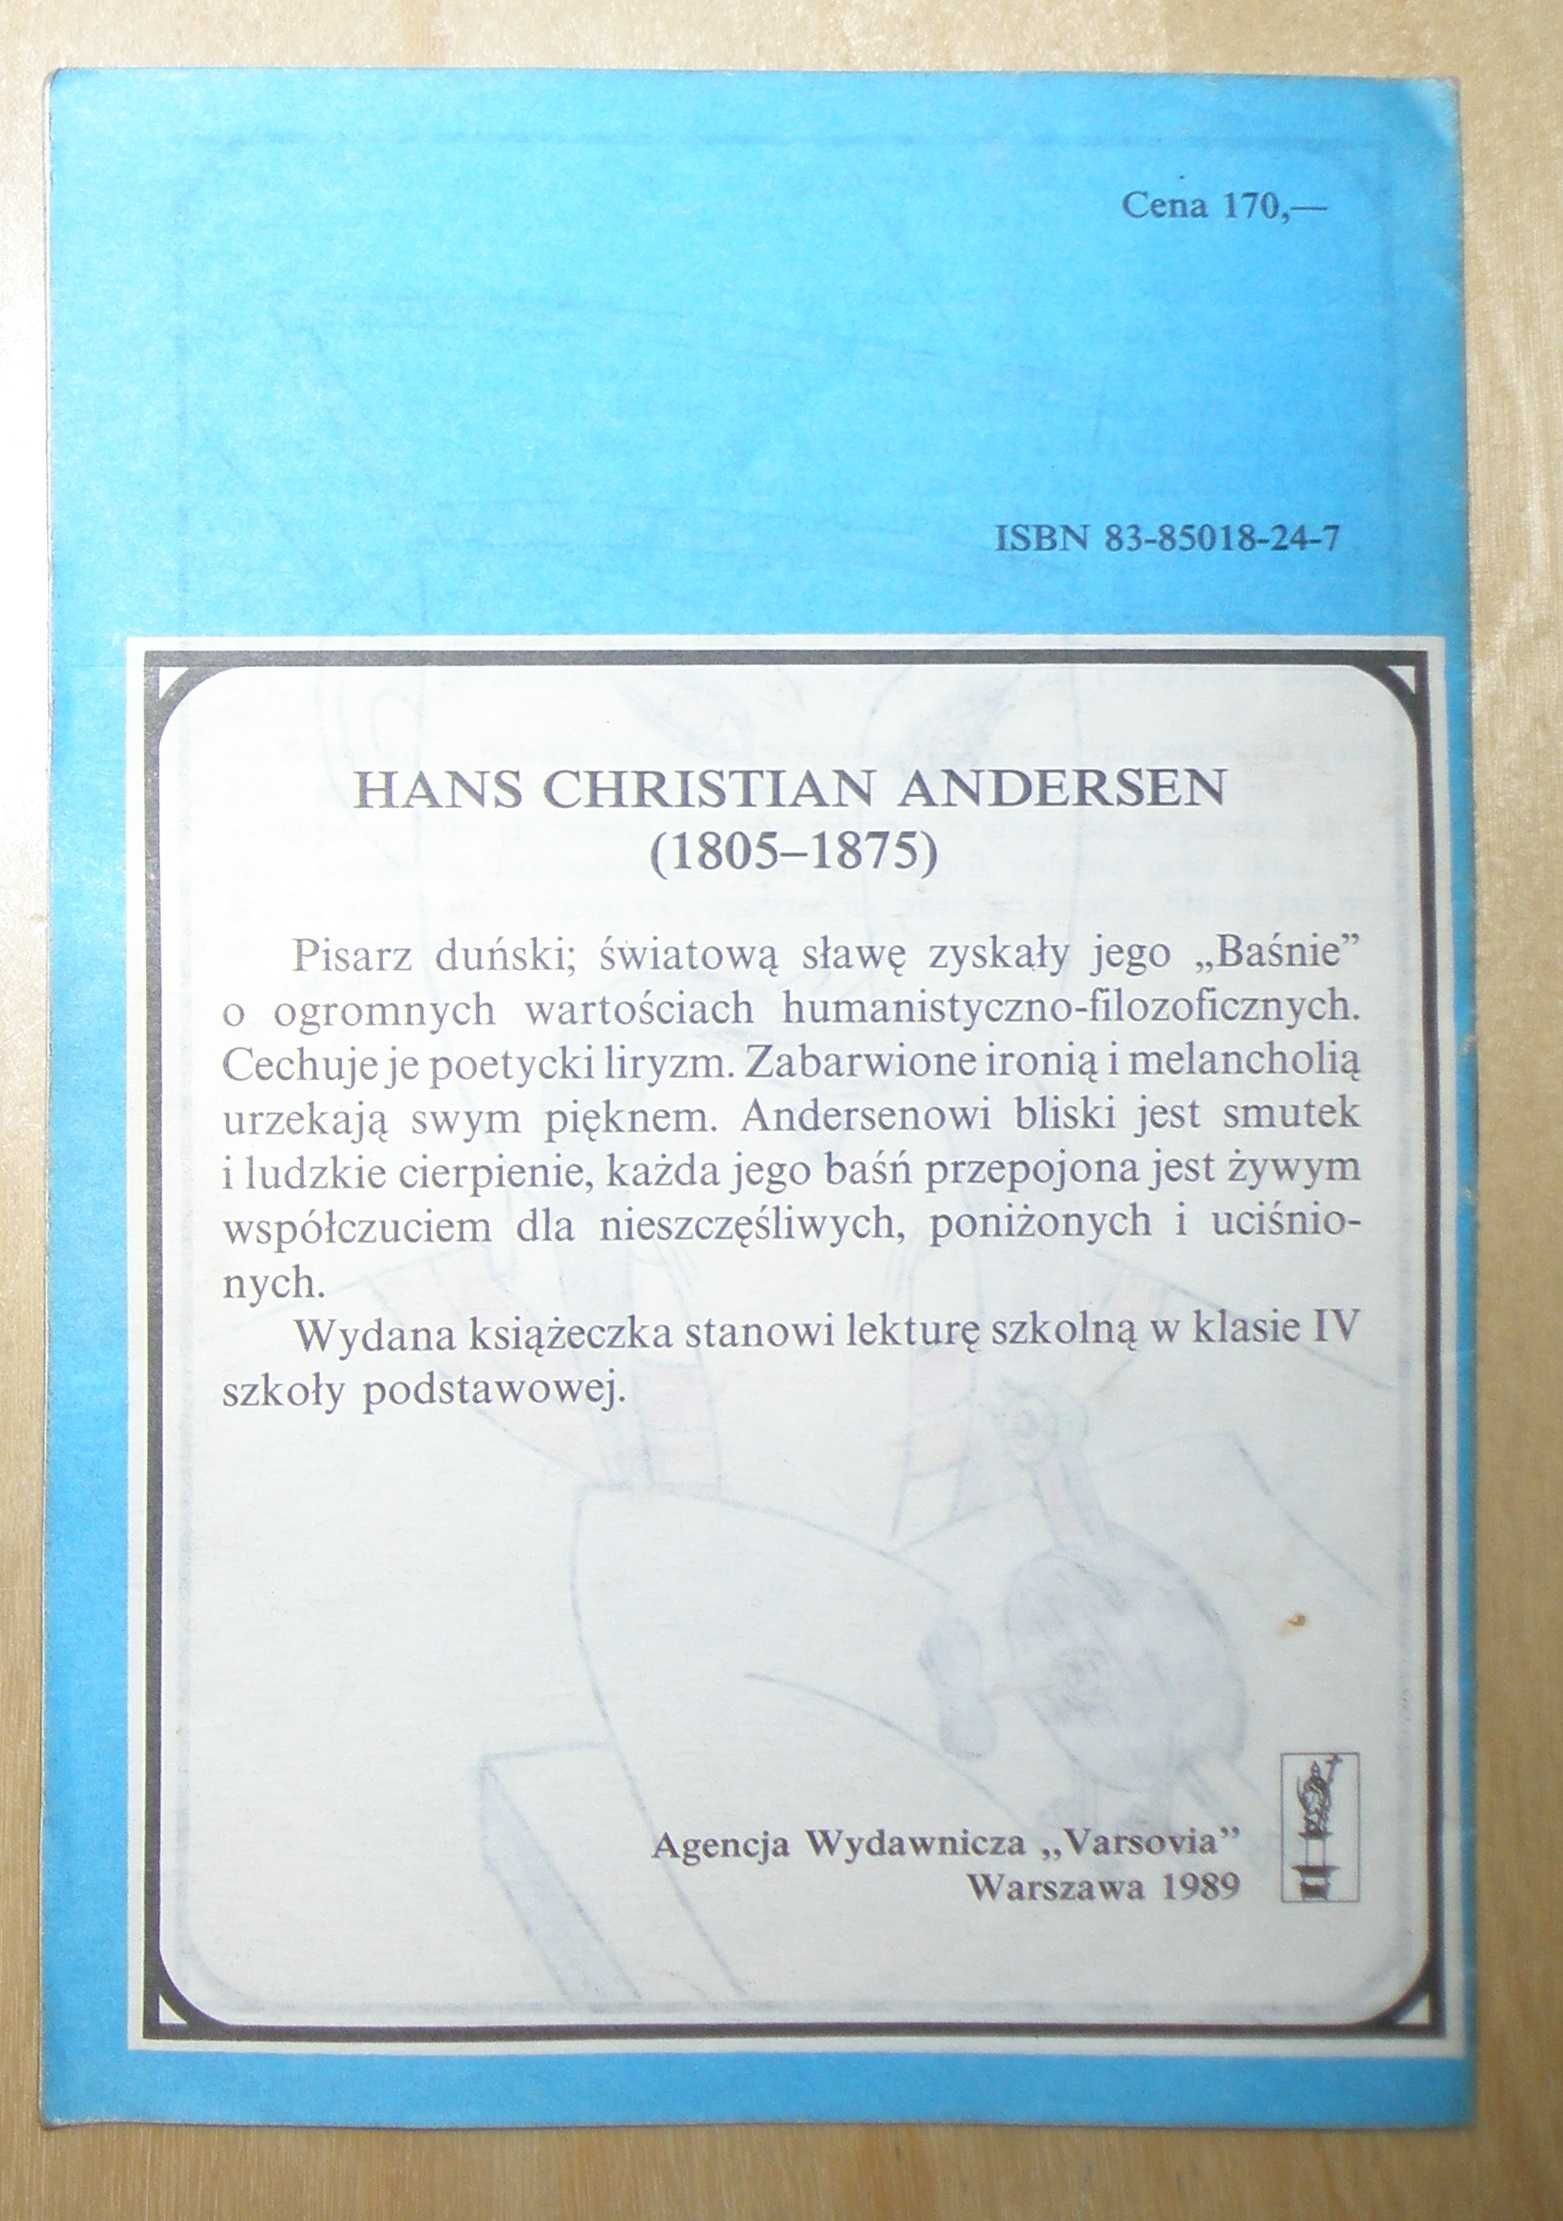 Cena 170,—
ISBN 83-85018-24-7
HANS CHRISTIAN ANDERSEN
(1805–1875)
Pisarz duński; światową sławę zyskały jego „Baśnie”
o ogromnych wartościach humanistyczno-filozoficznych.
Cechuje je poetycki liryzm. Zabarwione ironią i melancholią
urzekają swym pięknem. Andersenowi bliski jest smutek
i ludzkie cierpienie, każda jego baśń przepojona jest żywym
współczuciem dla nieszczęśliwych, poniżonych i uciśnio-
nych.
Wydana książeczka stanowi lekturę szkolną w klasie IV
szkoły podstawowej.
Agencja Wydawnicza „Varsovia”
Warszawa 1989